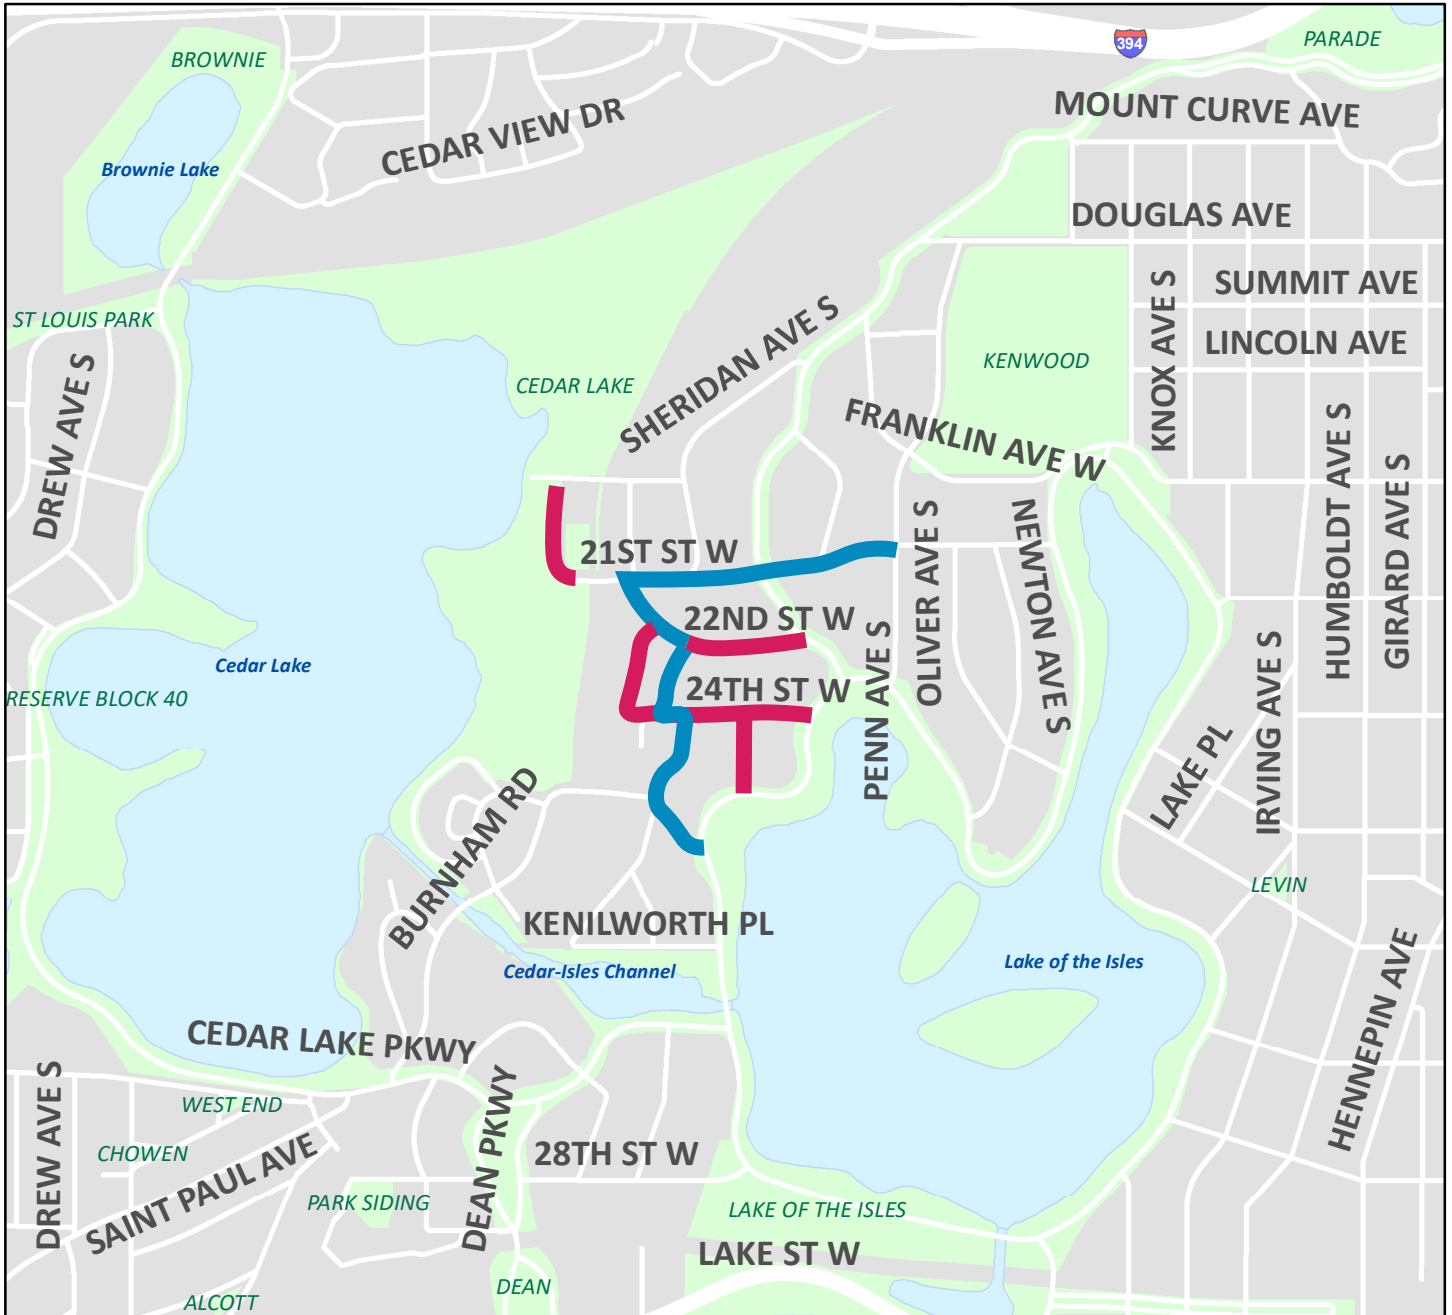 394
PARADE
BROWNIE
MOUNT CURVE AVE
CEDAR VIEW DR
Brownie Lake
DOUGLAS AVE
SUMMIT AVE
ST LOUIS PARK
KNOX AVE S
LINCOLN AVE
SHERIDAN AVE S
KENWOOD
CEDAR LAKE
DREW AVE S
FRANKLIN AVE W
HUMBOLDT AVE S
GIRARD AVE S
21ST ST W
OLIVER AVE S
NEWTON AVE S
22ND ST W
Cedar Lake
24TH ST W
PENN AVE S
RESERVE BLOCK 40
IRVING AVE S
LAKE PL
BURNHAM RD
LEVIN
KENILWORTH PL
Cedar-Isles Channel
Lake of the Isles
HENNEPIN AVE
CEDAR LAKE PKWY
WEST END
DREW AVE S
CHOWEN
SAINT PAUL AVE
DEAN PKWY
28TH ST W
PARK SIDING
LAKE OF THE ISLES
LAKE ST W
DEAN
ALCOTT